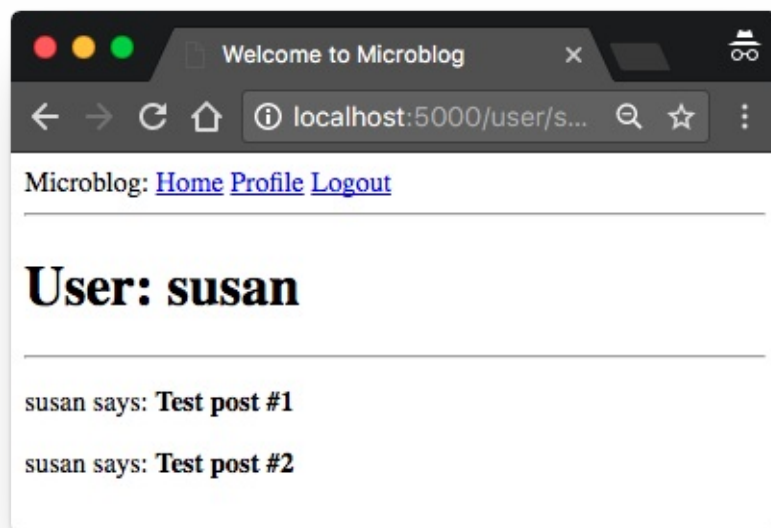 Welcome to Microblog
localhost:5000/user/s...
Microblog: Home Profile Logout
User: susan
susan says: Test post #1
susan says: Test post #2